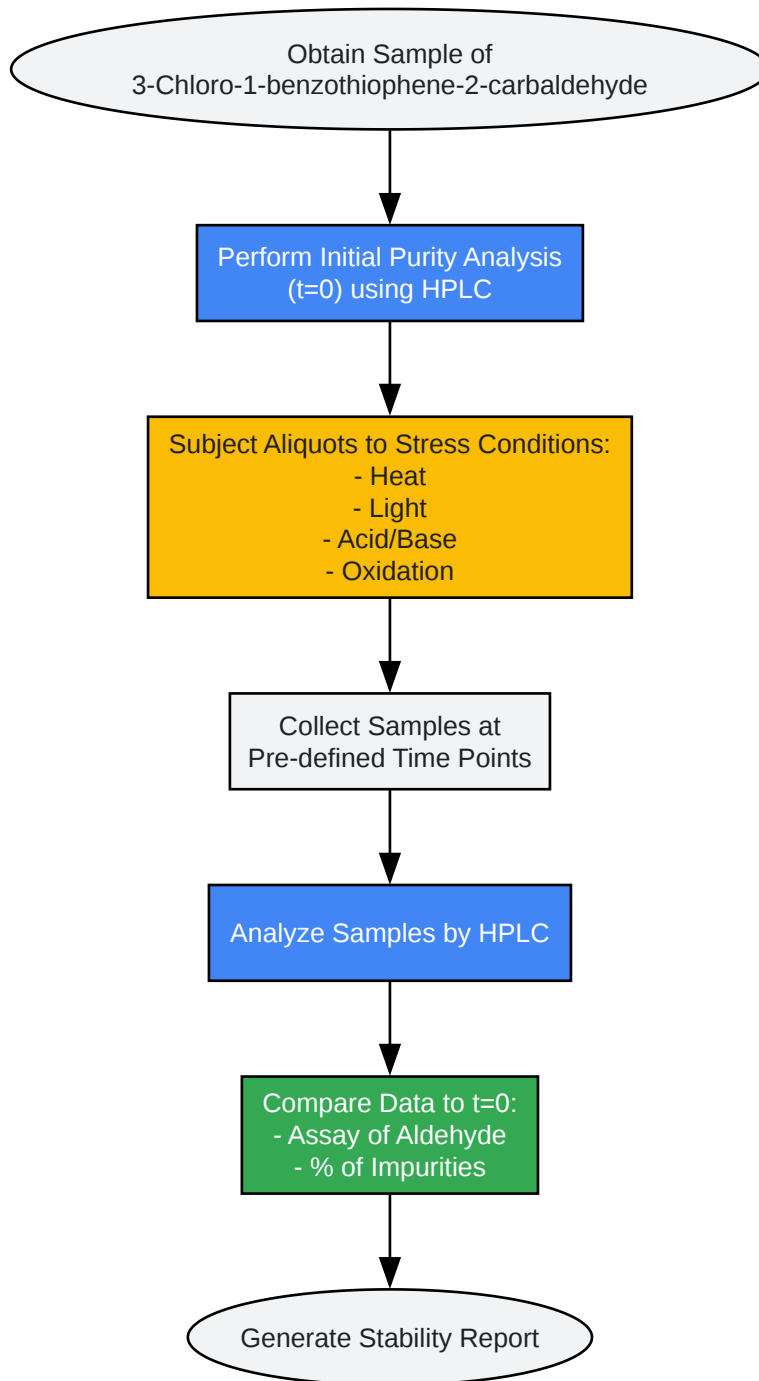 Obtain Sample of
3-Chloro-1-benzothiophene-2-carbaldehyde
Perform Initial Purity Analysis
(t=0) using HPLC
Subject Aliquots to Stress Conditions:
- Heat
- Light
- Acid/Base
- Oxidation
Collect Samples at
Pre-defined Time Points
Analyze Samples by HPLC
Compare Data to t=0:
- Assay of Aldehyde
- % of Impurities
Generate Stability Report